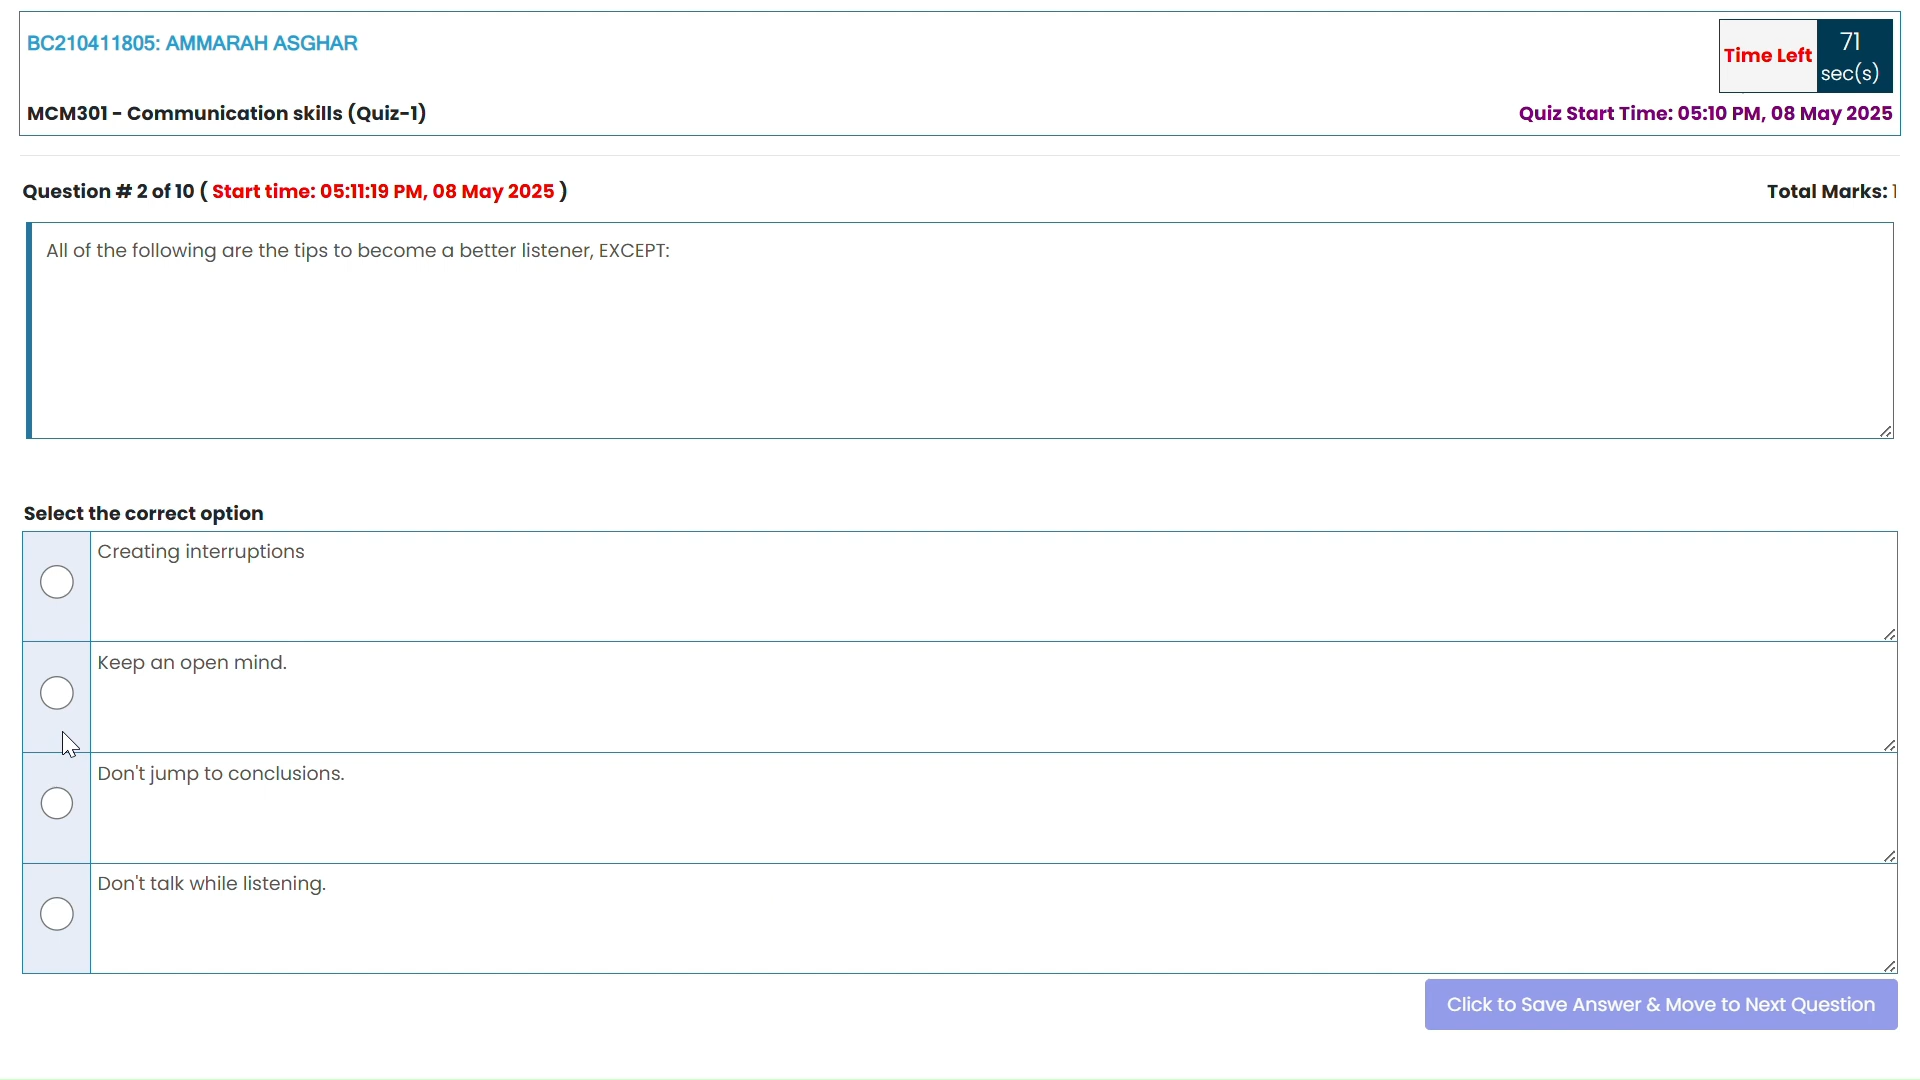 BC210411805: AMMARAH ASGHAR
Time Left
71
sec(s)
MCM301 - Communication skills (Quiz-1)
Quiz Start Time: 05:10 PM, 08 May 2025
Question # 2 of 10 ( Start time: 05:11:19 PM, 08 May 2025 )
Total Marks: 1
All of the following are the tips to become a better listener, EXCEPT:
Select the correct option
Creating interruptions
Keep an open mind.
Don't jump to conclusions.
Don't talk while listening.
Click to Save Answer & Move to Next Question